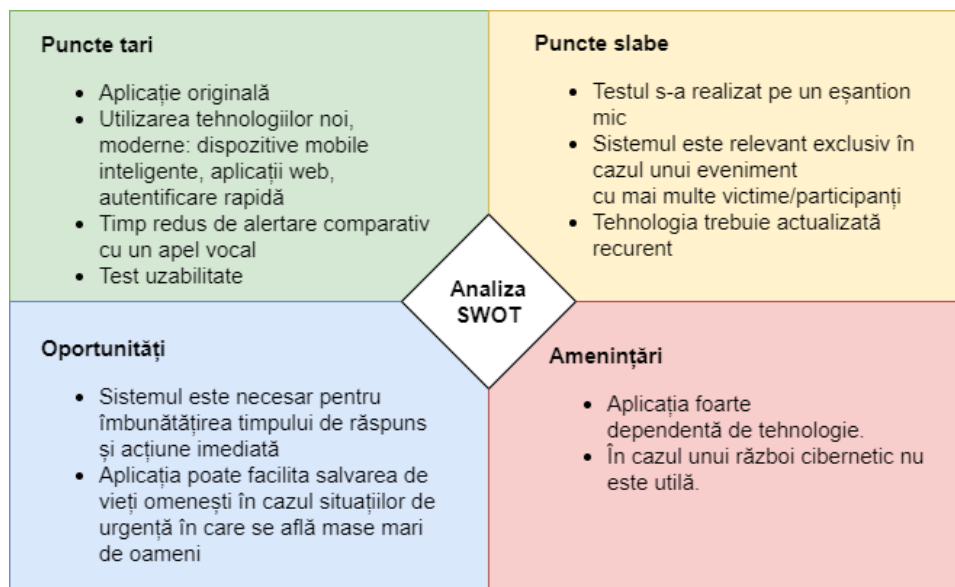 Puncte tari
• Aplicație originală
• Utilizarea tehnologiilor noi,
moderne: dispozitive mobile
inteligente, aplicații web,
autentificare rapidă
• Timp redus de alertare comparativ
cu un apel vocal
• Test uzabilitate
Puncte slabe
• Testul s-a realizat pe un eșantion
mic
• Sistemul este relevant exclusiv în
cazul unui eveniment
cu mai multe victime/participanți
• Tehnologia trebuie actualizată
recurent
Analiza
SWOT
Oportunități
• Sistemul este necesar pentru
îmbunătățirea timpului de răspuns
și acțiune imediată
• Aplicația poate facilita salvarea de
vieți omenești în cazul situațiilor de
urgență în care se află mase mari
de oameni
Amenințări
• Aplicația foarte
dependentă de tehnologie.
• În cazul unui război cibernetic nu
este utilă.